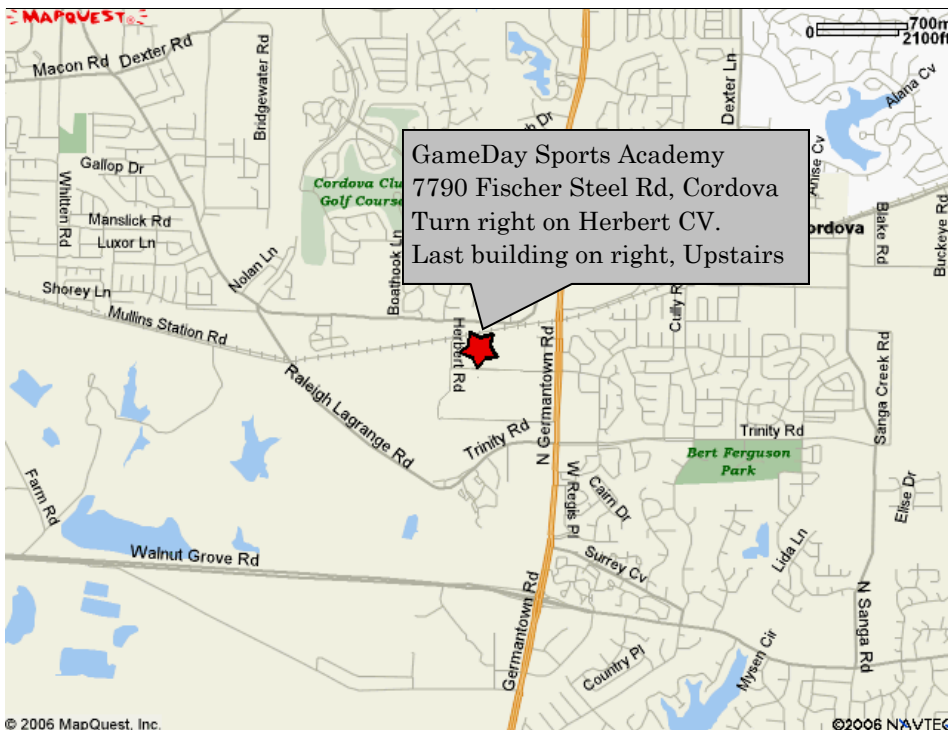 MAPQUEST
0 700m
2100ft
Macon Rd
Dexter Rd
Bridgewater Rd
Dexter Ln
Alana Cv
Gallop Dr
Whitten Rd
Manslick Rd
Luxor Ln
Cordova Clu
Golf Course
GameDay Sports Academy
7790 Fischer Steel Rd, Cordova
Turn right on Herbert CV.
Last building on right, Upstairs
Anise Cv
ordova
Blake Rd
Buckeye Rd
Nolan Ln
Boathook Ln
Shorey Ln
Mullins Station Rd
Herbert Rd
N Germantown Rd
Cully R
Sanga Creek Rd
Raleigh Lagrange Rd
Trinity Rd
Trinity Rd
Bert Ferguson
Park
W Regis Pl
Cairn Dr
Elise Dr
Farm Rd
Lida Ln
Walnut Grove Rd
Surrey Cv
Germantown Rd
N Sanga Rd
Country Pl
Mysen Cir
© 2006 MapQuest, Inc.
©2006 NAVTEQ